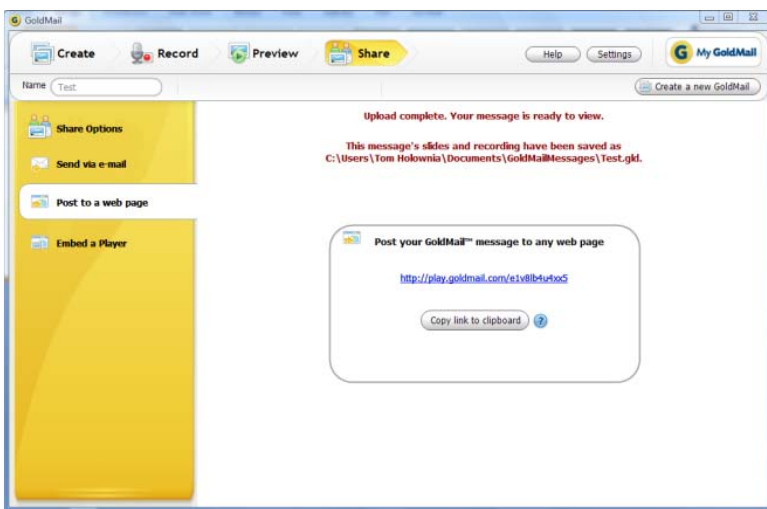 GoldMail
Create
Record
Preview
Share
Help
Settings
My GoldMail
Name
Test
Create a new GoldMail
Share Options
Send via e-mail
Post to a web page
Embed a Player
Upload complete. Your message is ready to view.
This message's slides and recording have been saved as
C:\Users\Tom Holownia\Documents\GoldMailMessages\Test.gld.
Post your GoldMail™ message to any web page
http://play.goldmail.com/e1v8lb4u4xx5
Copy link to clipboard
?